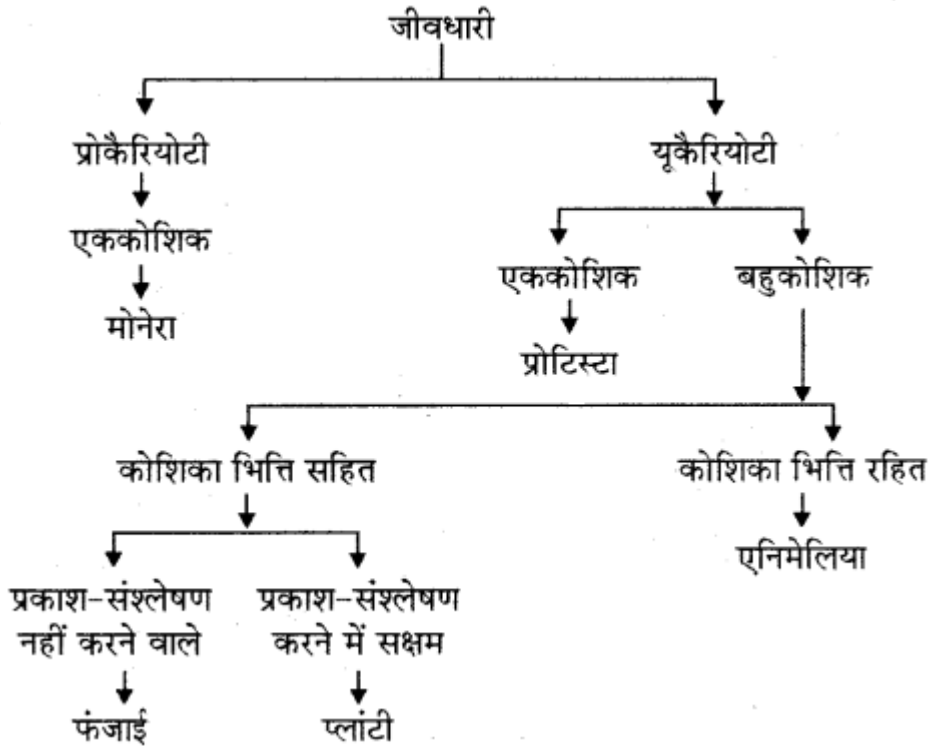 जीवधारी
प्रोकैरियोटी
यूकैरियोटी
एककोशिक
एककोशिक
बहुकोशिक
मोनेरा
प्रोटिस्टा
कोशिका भित्ति सहित
कोशिका भित्ति रहित
एनिमेलिया
प्रकाश-संश्लेषण
नहीं करने वाले
प्रकाश-संश्लेषण
करने में सक्षम
फंजाई
प्लांटी